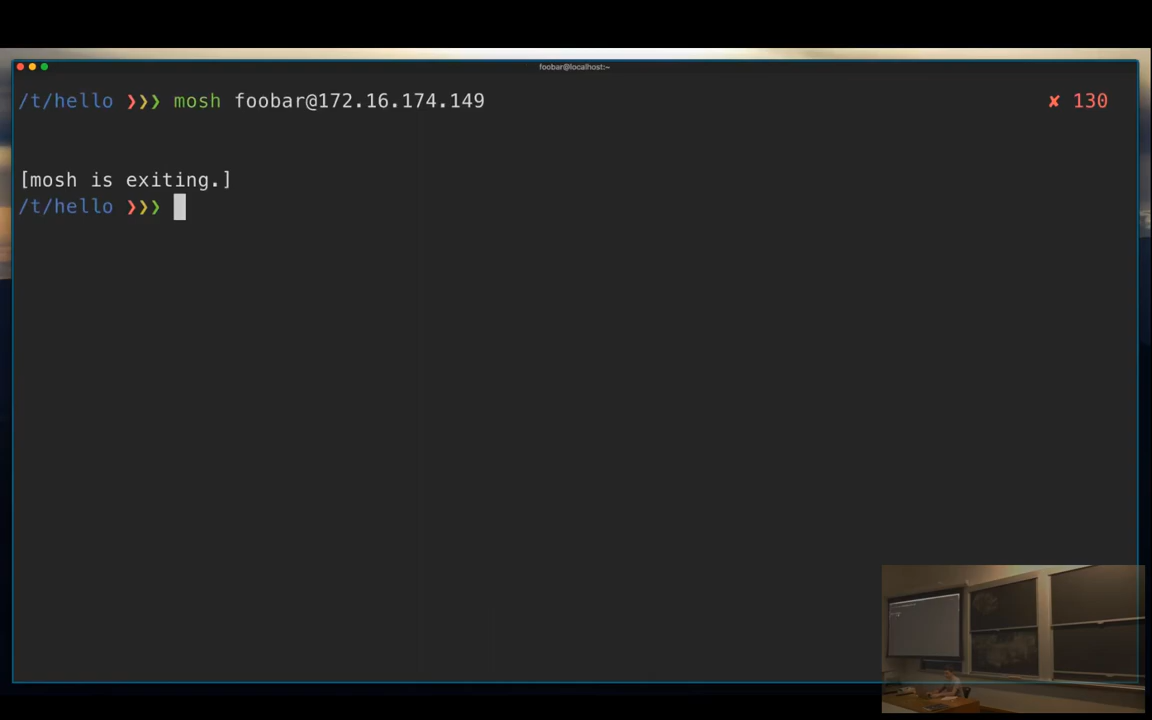 foobar@localhost:~
/t/hello ❯❯❯ mosh foobar@172.16.174.149 ✘ 130
[mosh is exiting.]
/t/hello ❯❯❯